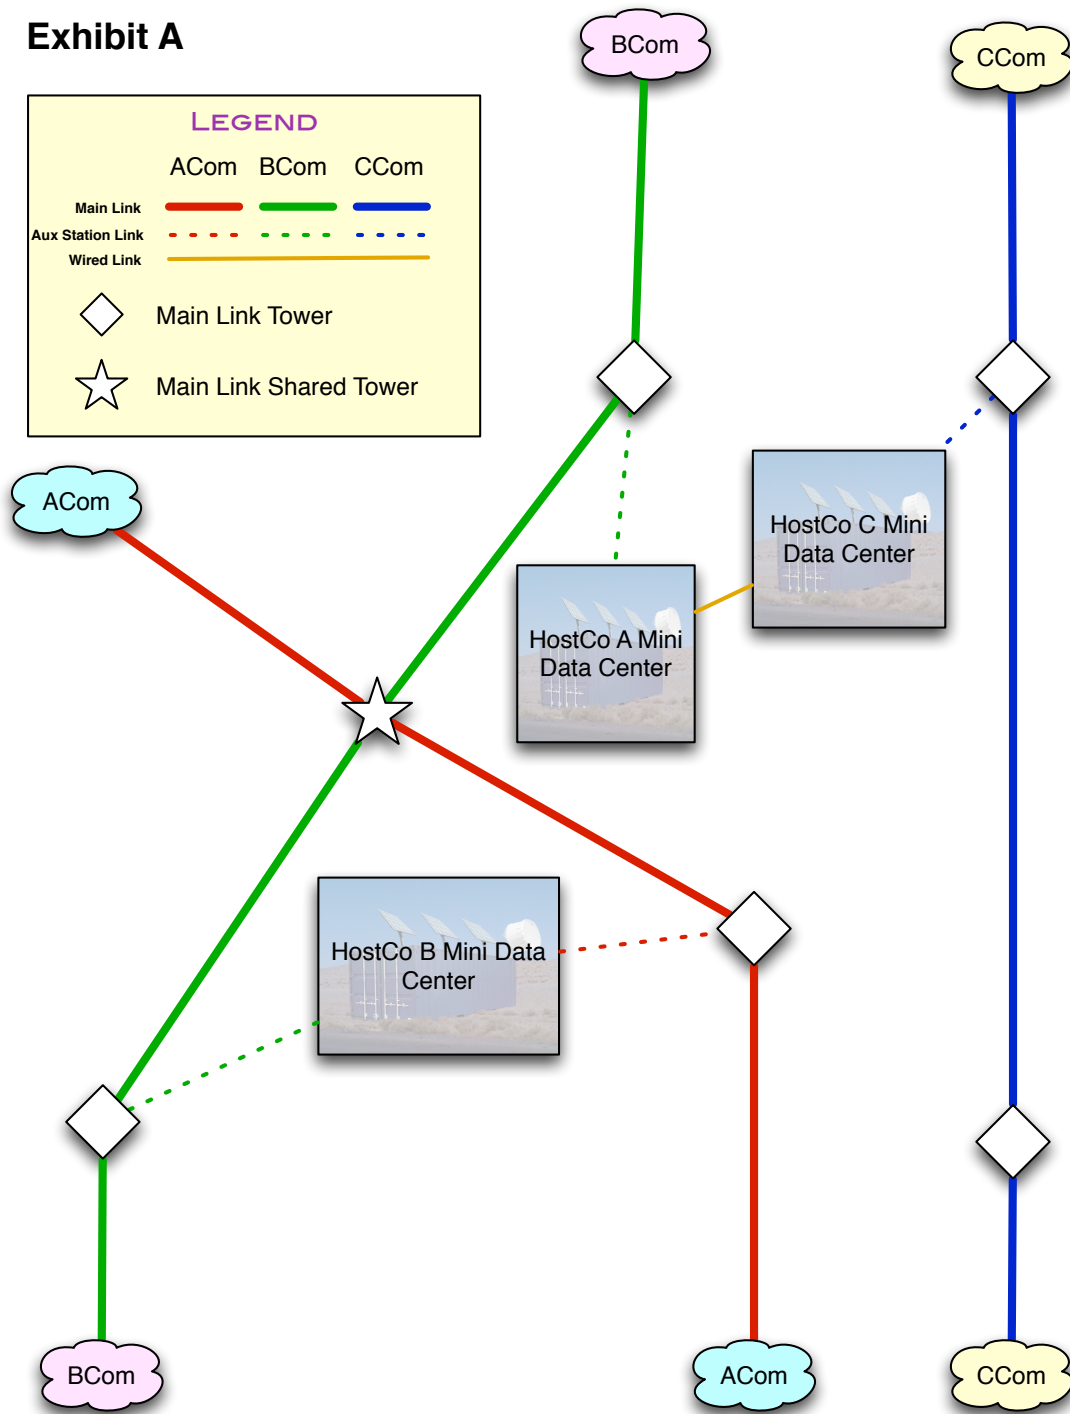 Exhibit A
BCom
CCom
LEGEND
ACom BCom CCom
Main Link
Aux Station Link
Wired Link
Main Link Tower
Main Link Shared Tower
ACom
HostCo C Mini
Data Center
HostCo A Mini
Data Center
HostCo B Mini Data
Center
BCom
ACom
CCom